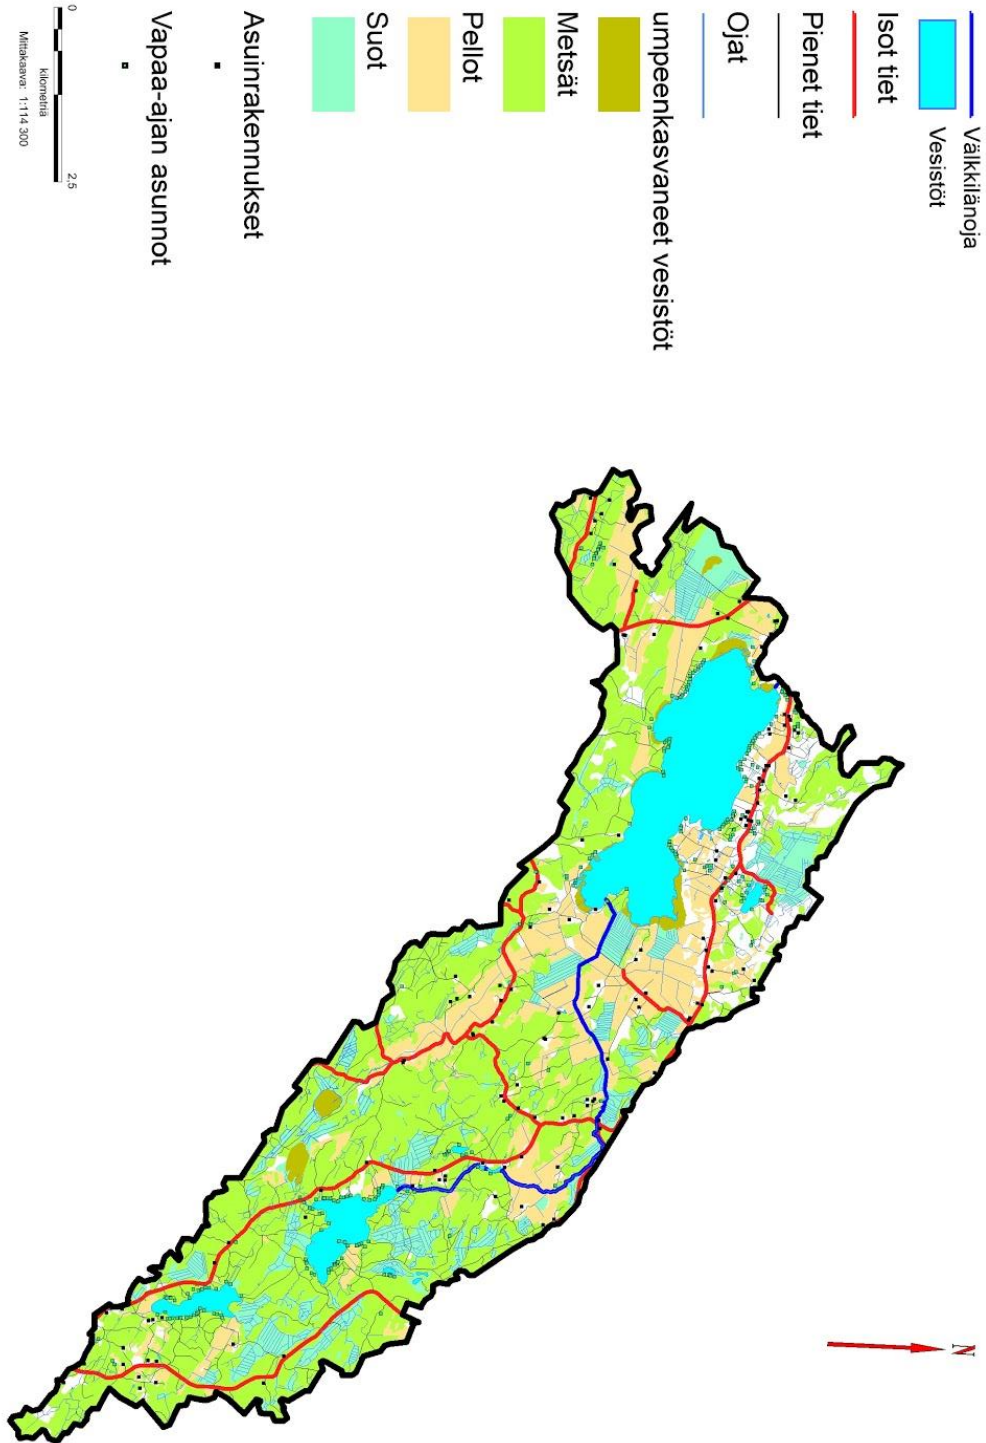 Välkkilänoja
Vesistöt
Isot tiet
Pienet tiet
Ojat
umpeenkasvaneet vesistöt
Metsät
Pellot
Suot
Asuinrakennukset
Vapaa-ajan asunnot
0 2,5
kilometriä
Mittakaava: 1:114 300
N